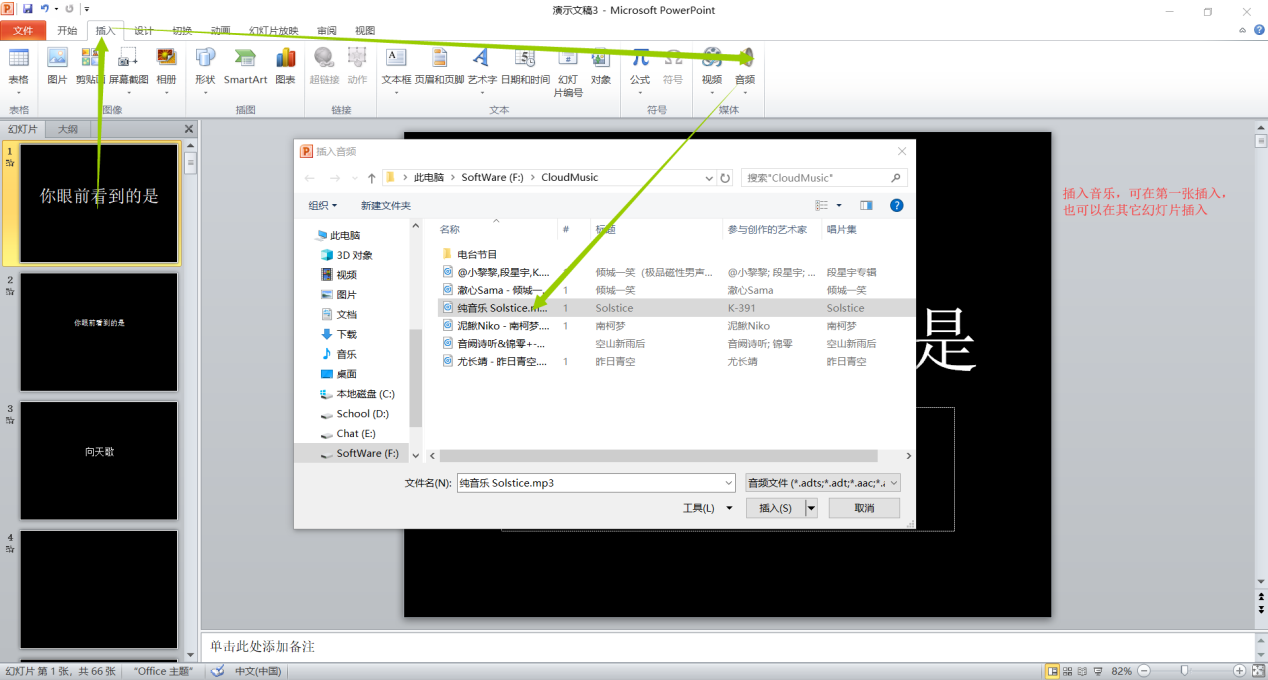 演示文稿3 - Microsoft PowerPoint
文件 开始 插入 设计 切换 动画 幻灯片放映 审阅 视图
表格 图片 剪贴画 屏幕截图 相册 形状 SmartArt 图表 超链接 动作 文本框 页眉和页脚 艺术字 日期和时间 幻灯片编号 对象 公式 符号 视频 音频
表格 图像 插图 链接 文本 符号 媒体
幻灯片 大纲
1
你眼前看到的是
2
你眼前看到的是
3
向天歌
4
插入音频
此电脑 SoftWare (F:) CloudMusic 搜索"CloudMusic"
组织 新建文件夹
此电脑
3D 对象
视频
图片
文档
下载
音乐
桌面
本地磁盘 (C:)
School (D:)
Chat (E:)
SoftWare (F:)
名称 # 标题 参与创作的艺术家 唱片集
电台节目
@小黎黎,段星宇,K.... 倾城一笑（极品磁性男声... @小黎黎; 段星宇; ... 段星宇专辑
澈心Sama - 倾城一... 1 倾城一笑 澈心Sama 倾城一笑
纯音乐 Solstice.m... 1 Solstice K-391 Solstice
泥鳅Niko - 南柯梦.... 1 南柯梦 泥鳅Niko 南柯梦
音阙诗听&锦零+-... 空山新雨后 音阙诗听; 锦零 空山新雨后
尤长靖 - 昨日青空.... 1 昨日青空 尤长靖 昨日青空
文件名(N): 纯音乐 Solstice.mp3 音频文件 (*.adts;*.adt;*.aac;*.a
工具(L) 插入(S) 取消
是
插入音乐，可在第一张插入，
也可以在其它幻灯片插入
单击此处添加备注
幻灯片 第 1 张，共 66 张 "Office 主题" 中文(中国) 82%